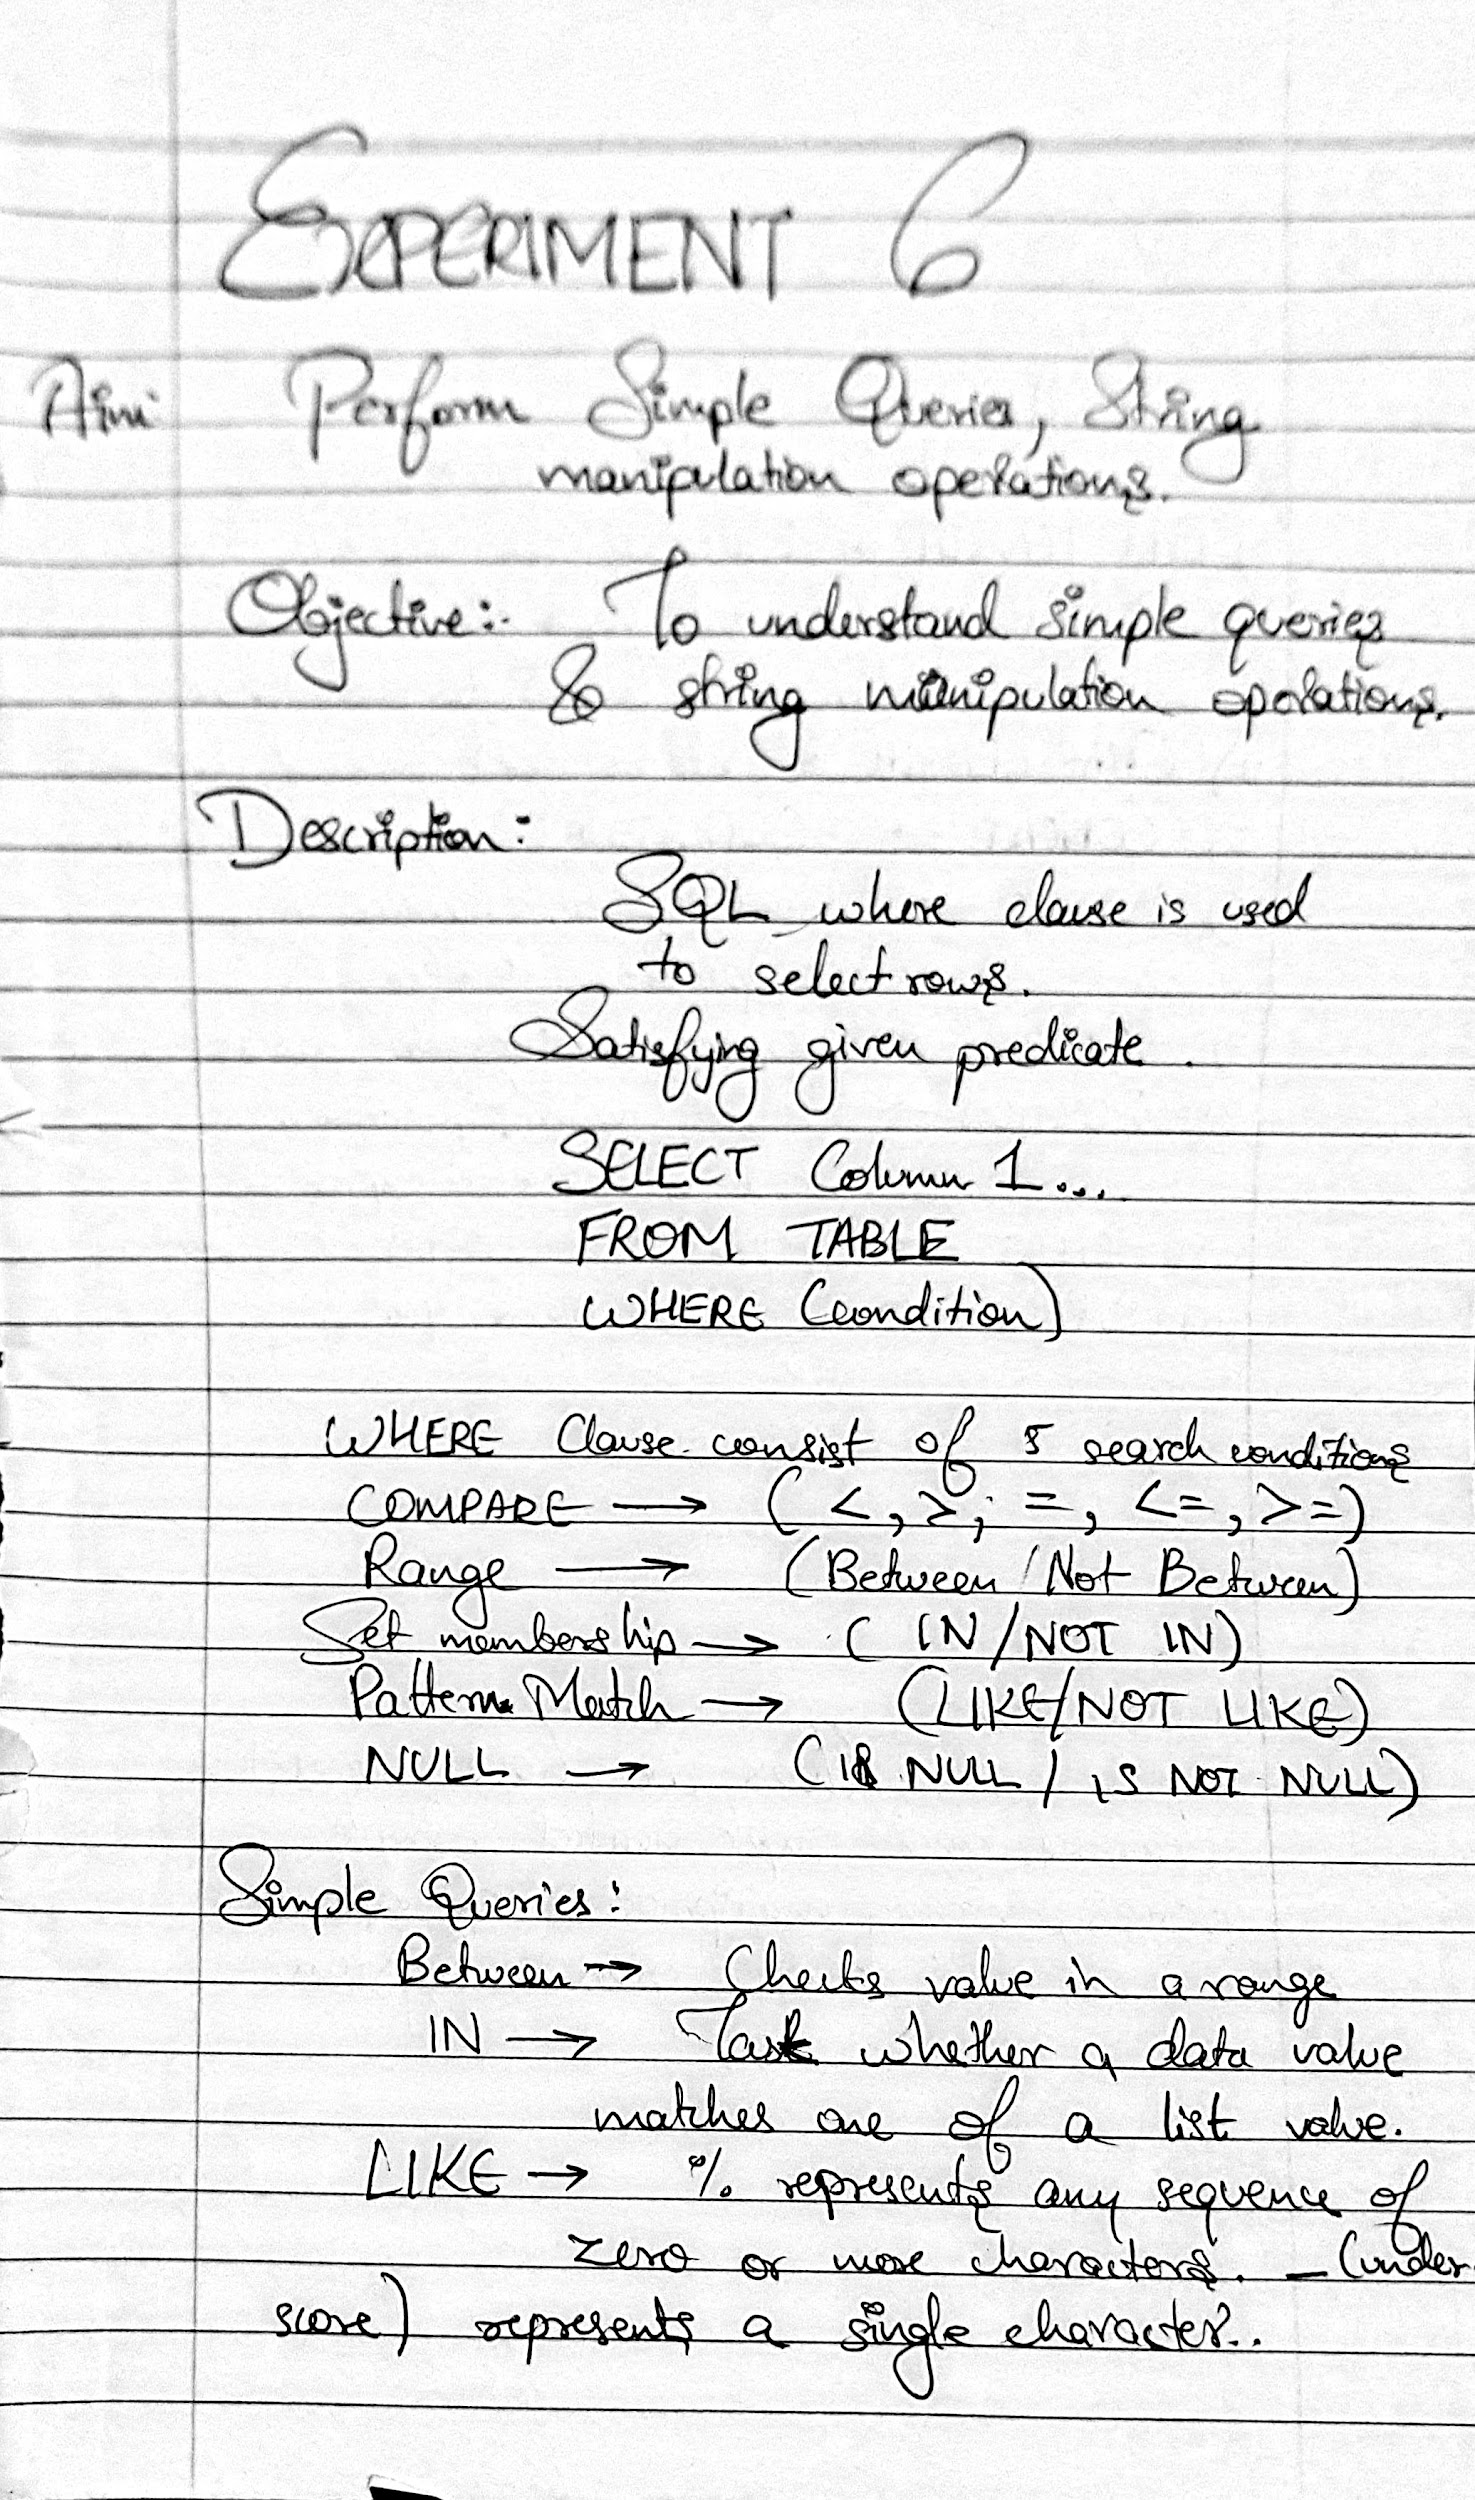 EXPERIMENT 6
Aim: Perform Simple Queries, String
manipulation operations.
Objective:- To understand simple queries
& string manipulation operations.
Description:
SQL where clause is used
to select rows.
Satisfying given predicate.
SELECT Column 1...
FROM TABLE
WHERE (condition)
WHERE Clause consist of 5 search conditions
COMPARE → (<, >, =, <=, >=)
Range → (Between / Not Between)
Set membership → (IN/NOT IN)
Pattern Match → (LIKE/NOT LIKE)
NULL → (IS NULL / IS NOT NULL)
Simple Queries:
Between → Checks value in a range
IN → Task whether a data value
matches one of a list value.
LIKE → % represents any sequence of
zero or more characters. _ (under
score) represents a single character..